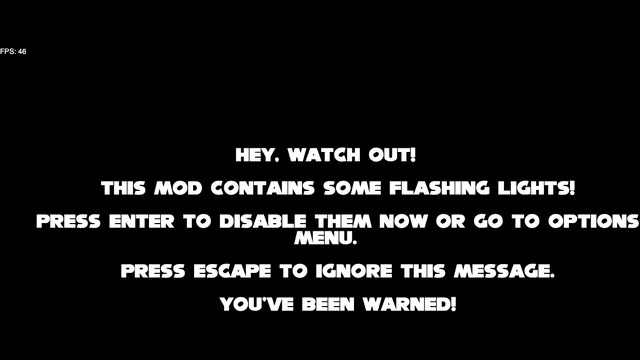 FPS: 46
HEY, WATCH OUT!
THIS MOD CONTAINS SOME FLASHING LIGHTS!
PRESS ENTER TO DISABLE THEM NOW OR GO TO OPTIONS
MENU.
PRESS ESCAPE TO IGNORE THIS MESSAGE.
YOU'VE BEEN WARNED!